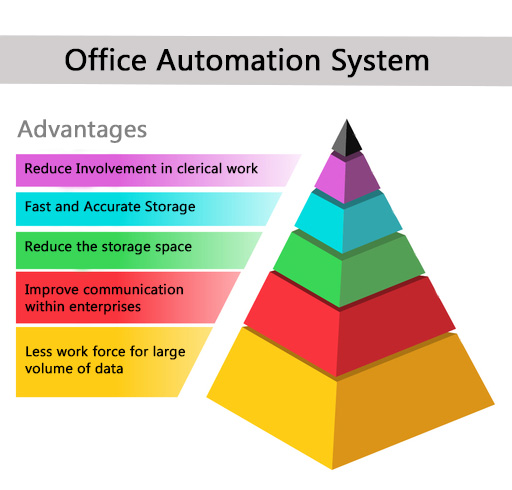 Office Automation System
Advantages
Reduce Involvement in clerical work
Fast and Accurate Storage
Reduce the storage space
Improve communication
within enterprises
Less work force for large
volume of data